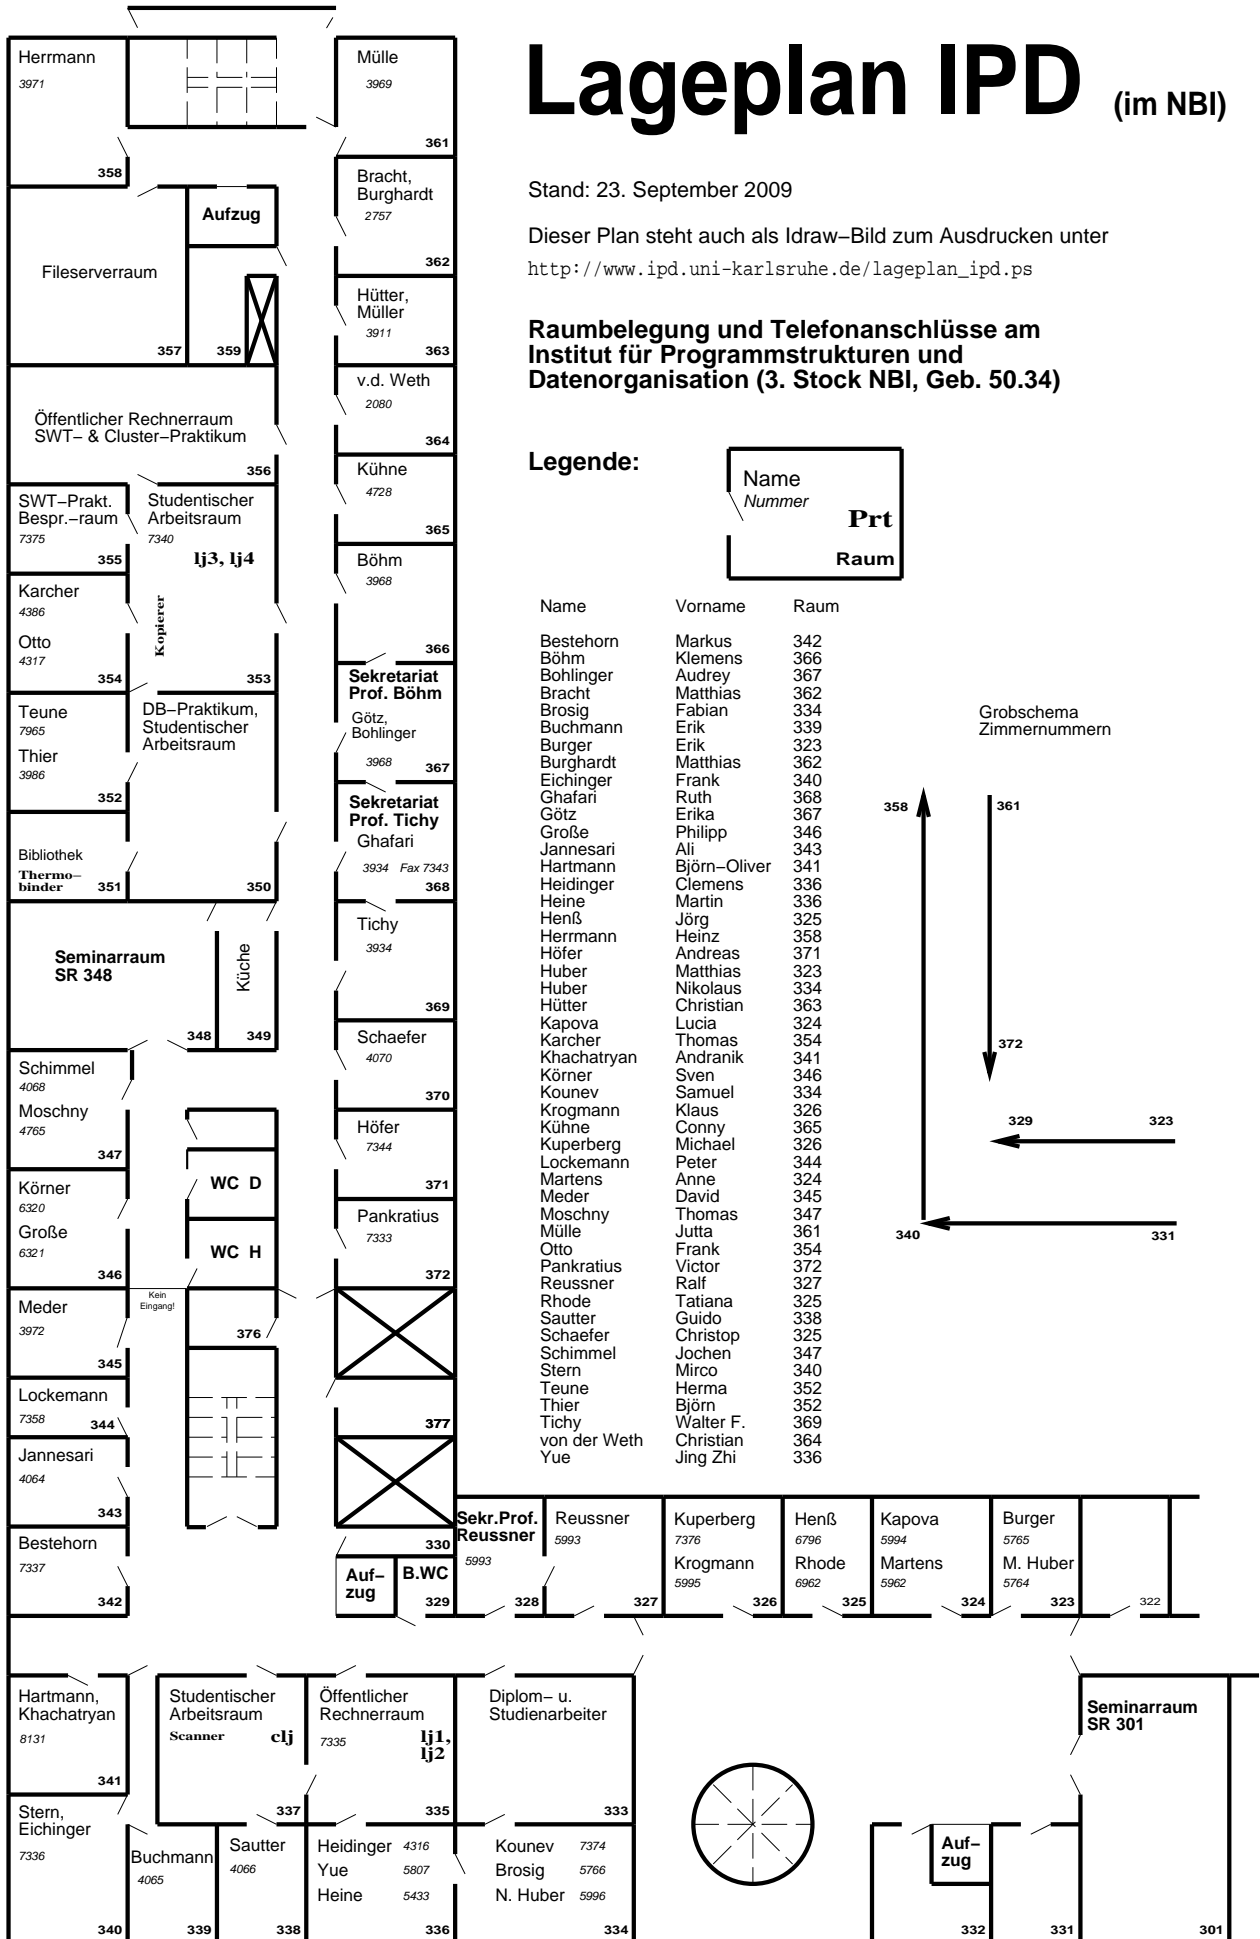 Lageplan IPD (im NBI)
Stand: 23. September 2009
Dieser Plan steht auch als Idraw−Bild zum Ausdrucken unter
http://www.ipd.uni-karlsruhe.de/lageplan_ipd.ps
Raumbelegung und Telefonanschlüsse am
Institut für Programmstrukturen und
Datenorganisation (3. Stock NBI, Geb. 50.34)
Legende:
Name
Nummer
Prt
Raum
Name Vorname Raum
Bestehorn Markus 342
Böhm Klemens 366
Bohlinger Audrey 367
Bracht Matthias 362
Brosig Fabian 334
Buchmann Erik 339
Burger Erik 323
Burghardt Matthias 362
Eichinger Frank 340
Ghafari Ruth 368
Götz Erika 367
Große Philipp 346
Jannesari Ali 343
Hartmann Björn−Oliver 341
Heidinger Clemens 336
Heine Martin 336
Henß Jörg 325
Herrmann Heinz 358
Höfer Andreas 371
Huber Matthias 323
Huber Nikolaus 334
Hütter Christian 363
Kapova Lucia 324
Karcher Thomas 354
Khachatryan Andranik 341
Körner Sven 346
Kounev Samuel 334
Krogmann Klaus 326
Kühne Conny 365
Kuperberg Michael 326
Lockemann Peter 344
Martens Anne 324
Meder David 345
Moschny Thomas 347
Mülle Jutta 361
Otto Frank 354
Pankratius Victor 372
Reussner Ralf 327
Rhode Tatiana 325
Sautter Guido 338
Schaefer Christop 325
Schimmel Jochen 347
Stern Mirco 340
Teune Herma 352
Thier Björn 352
Tichy Walter F. 369
von der Weth Christian 364
Yue Jing Zhi 336
Grobschema
Zimmernummern
358
361
372
329
323
340
331
Herrmann
3971
358
Aufzug
Fileserverraum
357
359
Öffentlicher Rechnerraum
SWT− & Cluster−Praktikum
356
SWT−Prakt.
Bespr.−raum
7375
355
Studentischer
Arbeitsraum
7340
lj3, lj4
Kopierer
353
Karcher
4386
Otto
4317
354
Teune
7965
Thier
3986
352
DB−Praktikum,
Studentischer
Arbeitsraum
350
Bibliothek
Thermo−
binder
351
Seminarraum
SR 348
348
Küche
349
Schimmel
4068
Moschny
4765
347
WC D
WC H
Körner
6320
Große
6321
346
Kein
Eingang!
Meder
3972
345
376
Lockemann
7358
344
Jannesari
4064
343
Bestehorn
7337
342
Mülle
3969
361
Bracht,
Burghardt
2757
362
Hütter,
Müller
3911
363
v.d. Weth
2080
364
Kühne
4728
365
Böhm
3968
366
Sekretariat
Prof. Böhm
Götz,
Bohlinger
3968
367
Sekretariat
Prof. Tichy
Ghafari
3934 Fax 7343
368
Tichy
3934
369
Schaefer
4070
370
Höfer
7344
371
Pankratius
7333
372
377
330
Auf−
zug
B.WC
329
Sekr.Prof.
Reussner
5993
328
Reussner
5993
327
Kuperberg
7376
Krogmann
5995
326
Henß
6796
Rhode
6962
325
Kapova
5994
Martens
5962
324
Burger
5765
M. Huber
5764
323
322
Hartmann,
Khachatryan
8131
341
Studentischer
Arbeitsraum
Scanner
clj
337
Öffentlicher
Rechnerraum
7335
lj1,
lj2
335
Diplom− u.
Studienarbeiter
333
Seminarraum
SR 301
301
Stern,
Eichinger
7336
340
Buchmann
4065
339
Sautter
4066
338
Heidinger 4316
Yue 5807
Heine 5433
336
Kounev 7374
Brosig 5766
N. Huber 5996
334
Auf−
zug
332
331